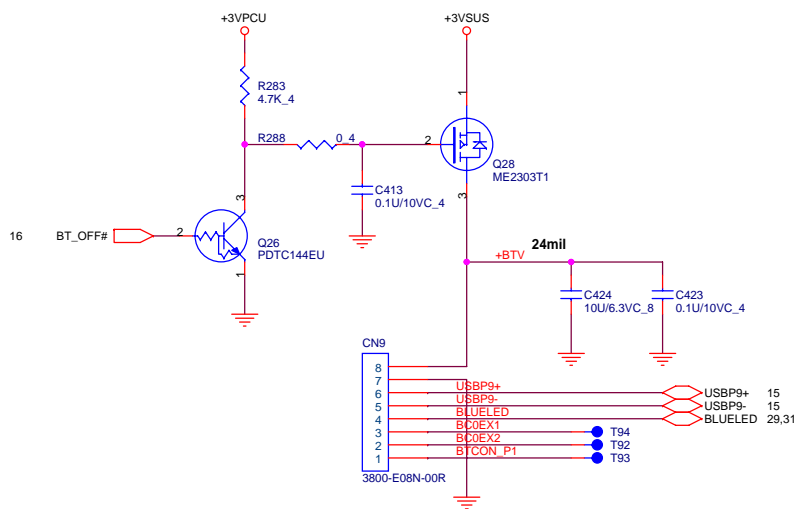 +3VPCU
+3VSUS
R283
4.7K_4
1
R288
0_4
2
Q28
ME2303T1
C413
0.1U/10VC_4
3
3
16
BT_OFF#
2
Q26
PDTC144EU
1
24mil
+BTV
C424
10U/6.3VC_8
C423
0.1U/10VC_4
CN9
8
7
6
USBP9+
USBP9+
15
5
USBP9-
USBP9-
15
4
BLUELED
BLUELED
29,31
3
BC0EX1
T94
2
BC0EX2
T92
1
BTCON_P1
T93
3800-E08N-00R